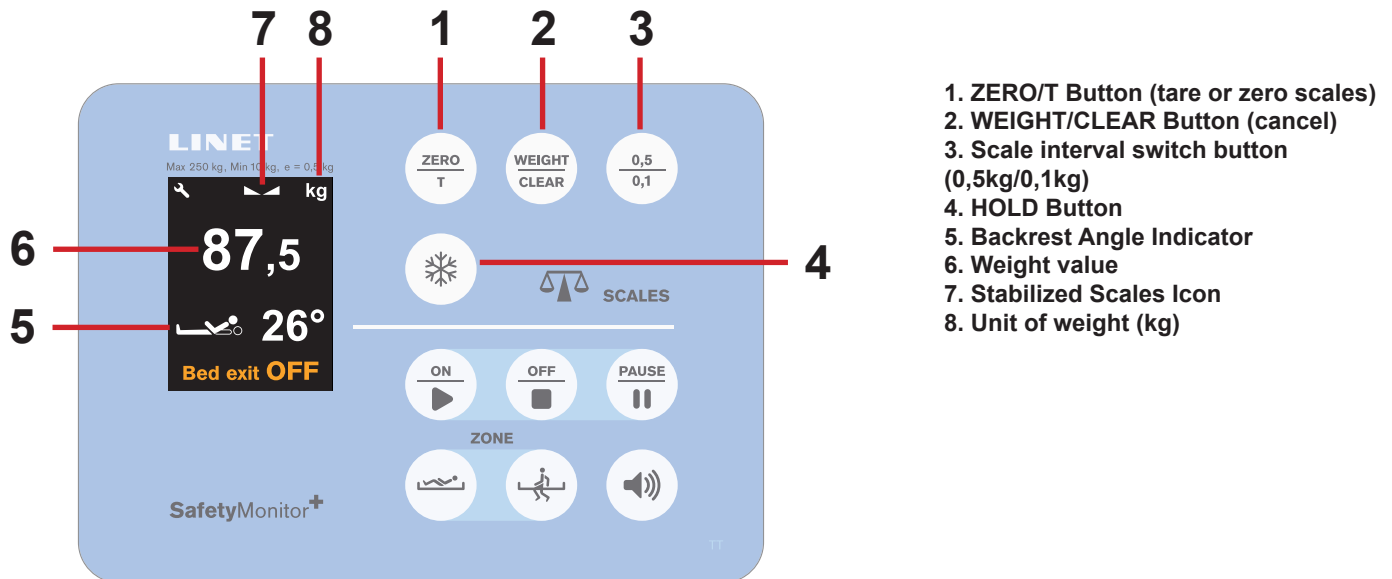 7 8 1 2 3
LINET
Max 250 kg, Min 10 kg, e = 0,5 kg
kg
87,5
26°
Bed exit OFF
6
5
ZERO
T
WEIGHT
CLEAR
0,5
0,1
4
SCALES
ON
OFF
PAUSE
ZONE
SafetyMonitor+
TT
1. ZERO/T Button (tare or zero scales)
2. WEIGHT/CLEAR Button (cancel)
3. Scale interval switch button
(0,5kg/0,1kg)
4. HOLD Button
5. Backrest Angle Indicator
6. Weight value
7. Stabilized Scales Icon
8. Unit of weight (kg)